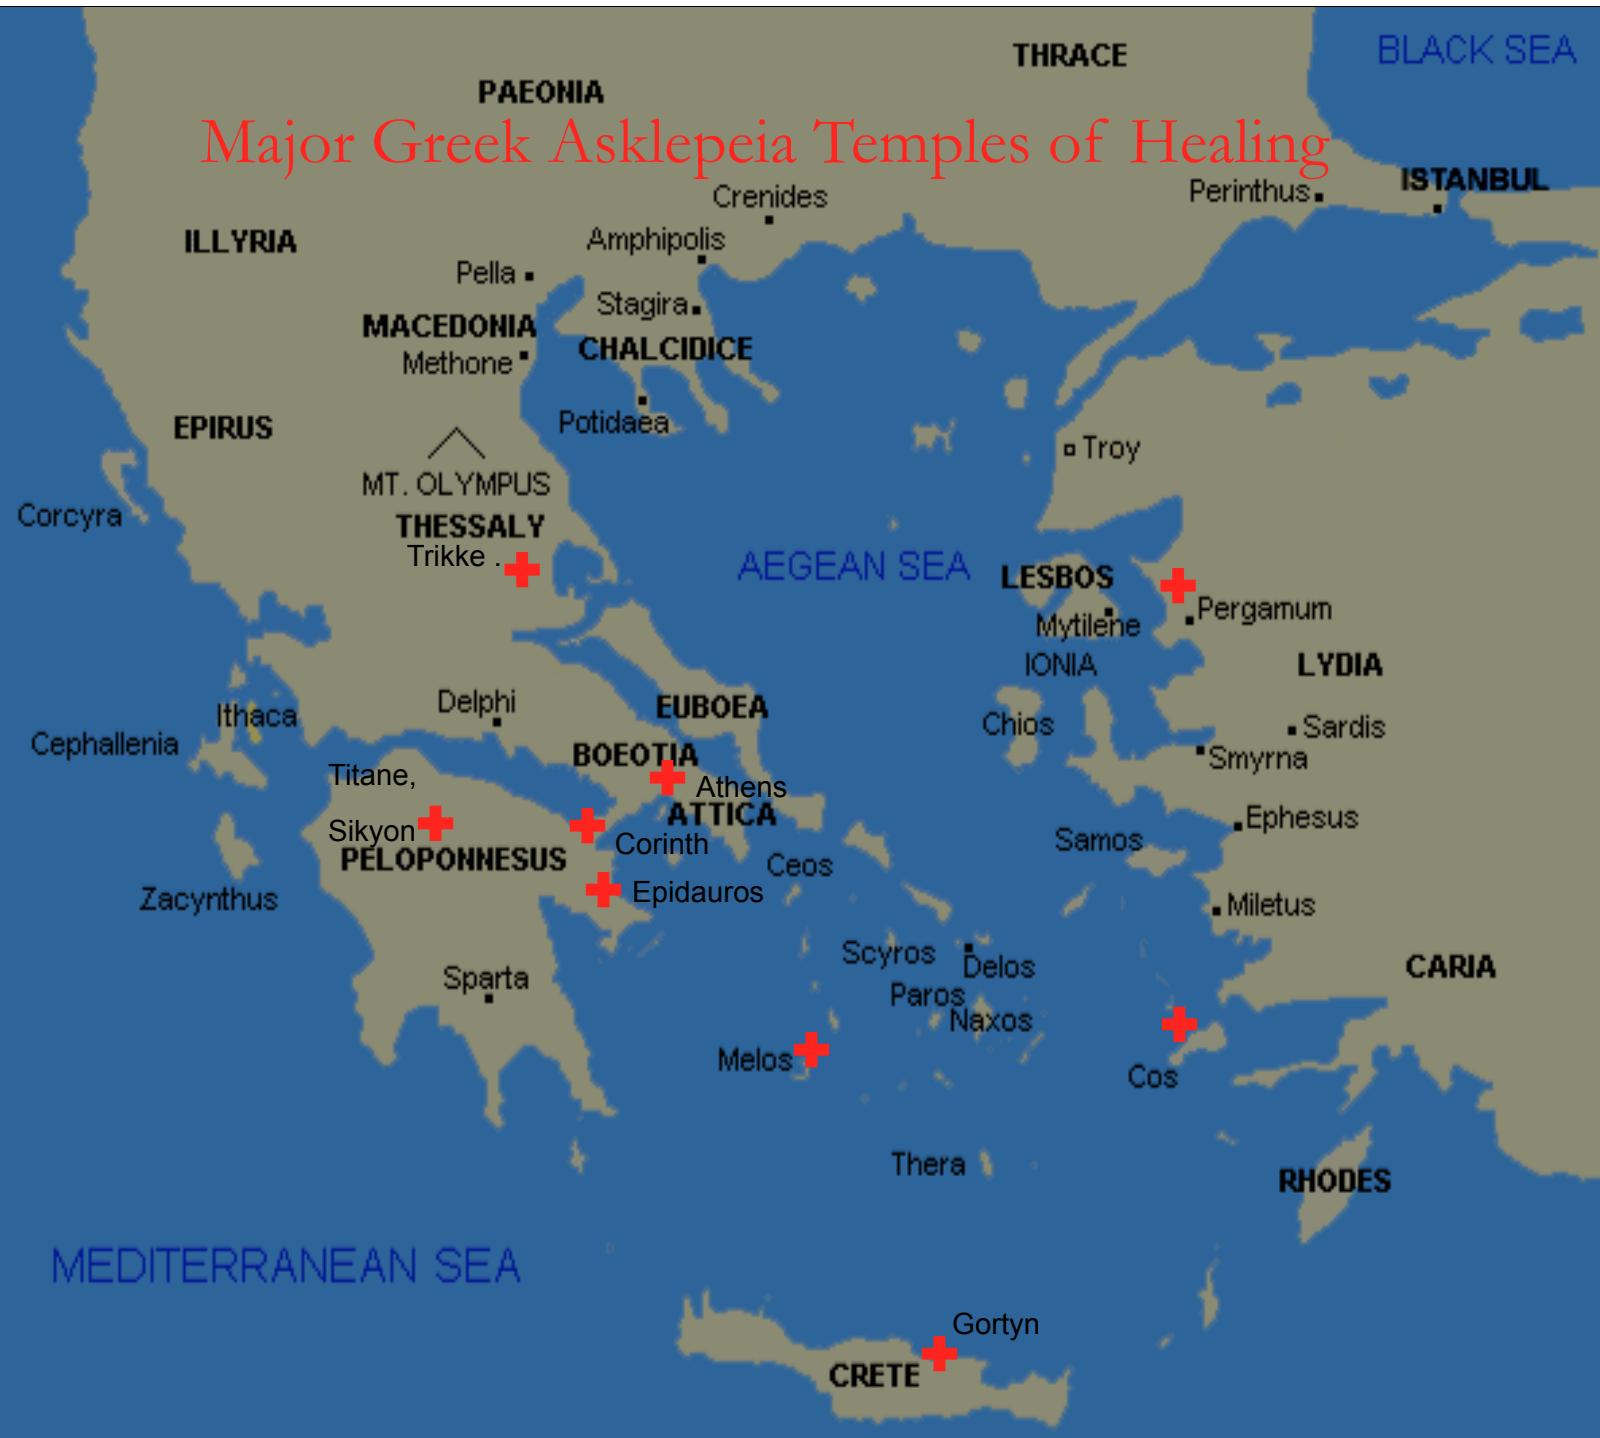 BLACK SEA
THRACE
PAEONIA
Major Greek Asklepeia Temples of Healing
ISTANBUL
Perinthus
Crenides
Amphipolis
ILLYRIA
Pella
Stagira
MACEDONIA
CHALCIDICE
Methone
Potidaea
EPIRUS
Troy
MT. OLYMPUS
Corcyra
THESSALY
Trikke .
AEGEAN SEA
LESBOS
Pergamum
Mytilene
IONIA
LYDIA
Delphi
EUBOEA
Ithaca
Chios
Sardis
Cephallenia
BOEOTIA
Smyrna
Titane,
Athens
ATTICA
Ephesus
Sikyon
Corinth
Samos
PELOPONNESUS
Ceos
Epidauros
Zacynthus
Miletus
Scyros
Delos
CARIA
Sparta
Paros
Naxos
Melos
Cos
Thera
RHODES
MEDITERRANEAN SEA
Gortyn
CRETE